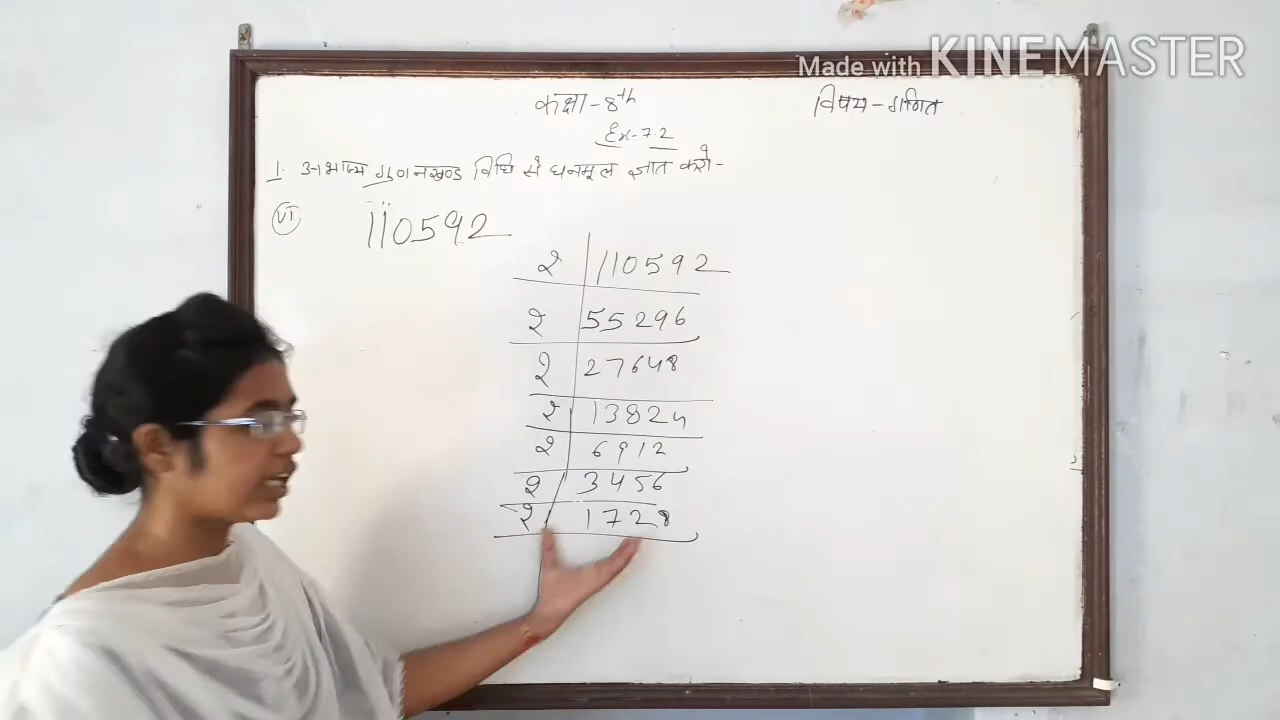 Made with KINEMASTER
कक्षा-8th
विषय-गणित
Ex-7.2
1. अभाज्य गुणनखण्ड विधि से घनमूल ज्ञात करो-
VI 110592
2 110592
2 55296
2 27648
2 13824
2 6912
2 3456
2 1728